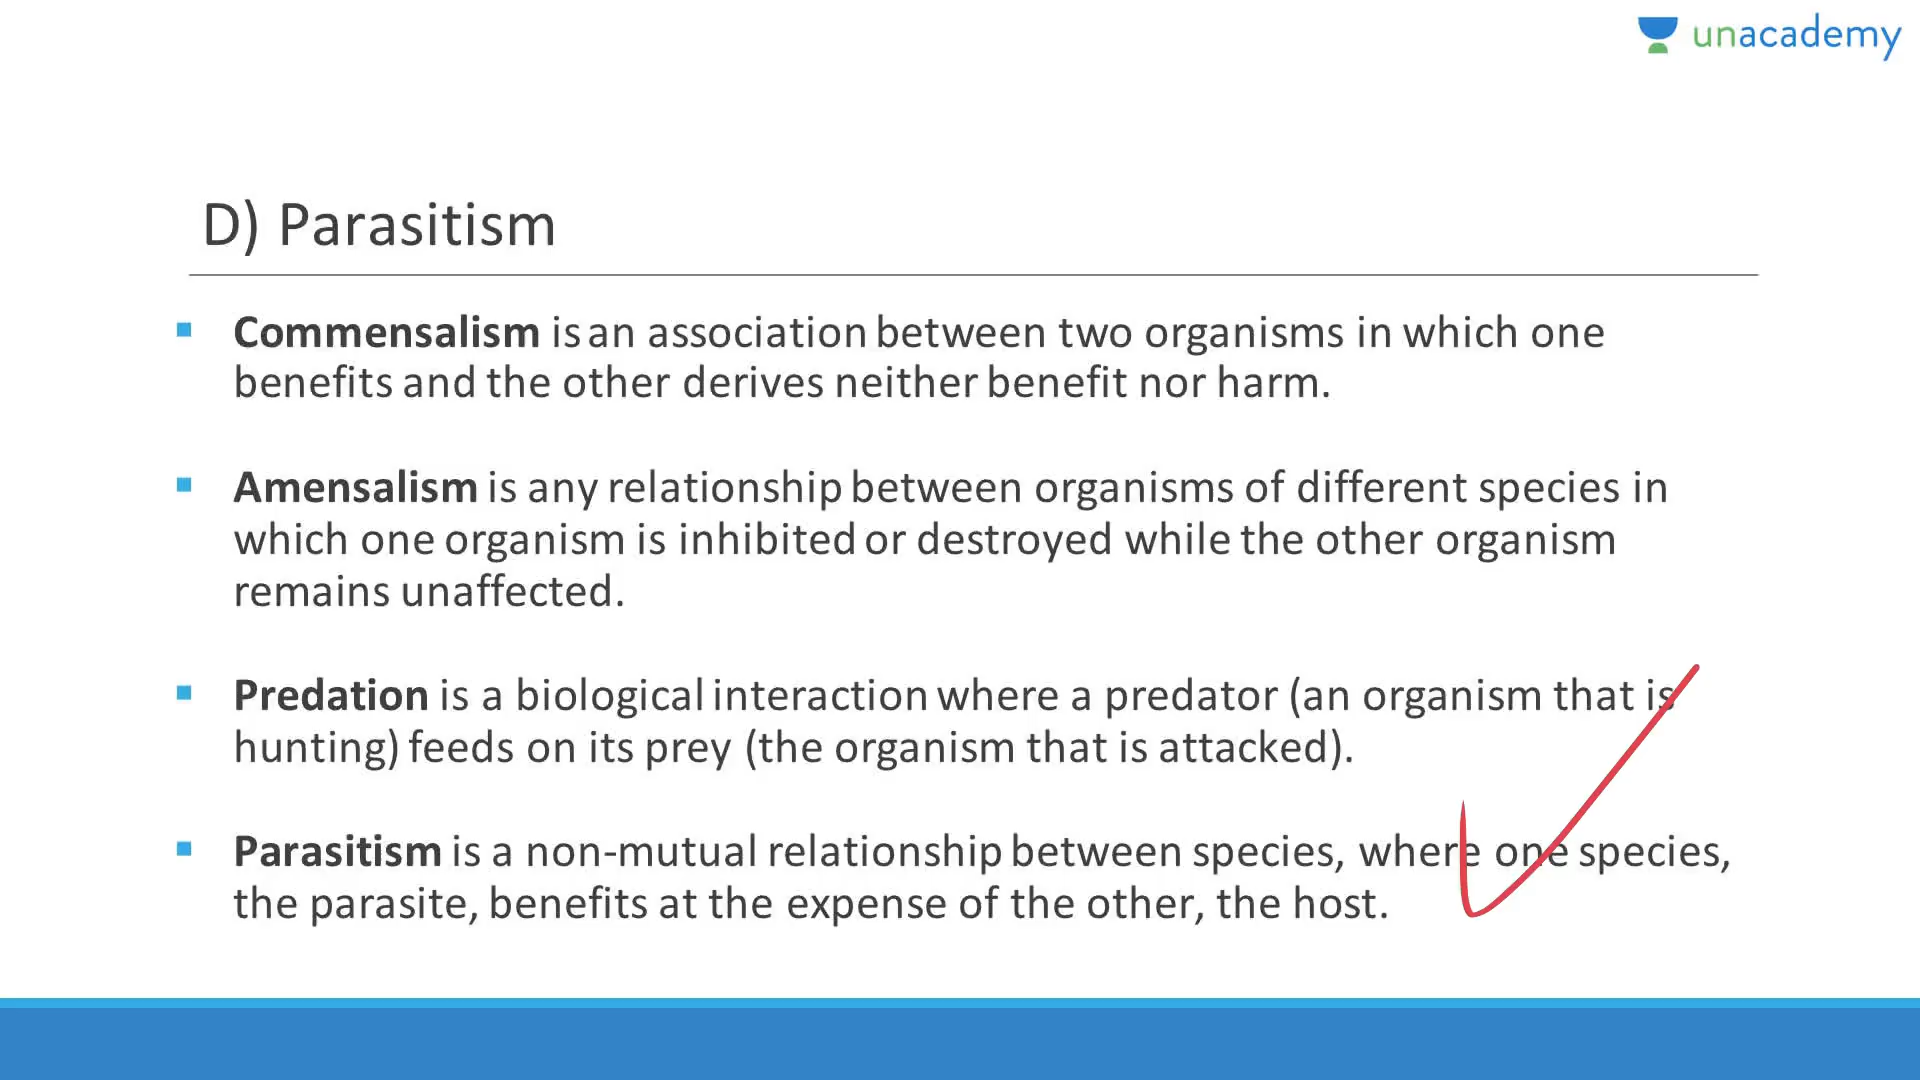 unacademy
D) Parasitism
Commensalism is an association between two organisms in which one
benefits and the other derives neither benefit nor harm.
Amensalism is any relationship between organisms of different species in
which one organism is inhibited or destroyed while the other organism
remains unaffected.
Predation is a biological interaction where a predator (an organism that is
hunting) feeds on its prey (the organism that is attacked).
Parasitism is a non-mutual relationship between species, where one species,
the parasite, benefits at the expense of the other, the host.